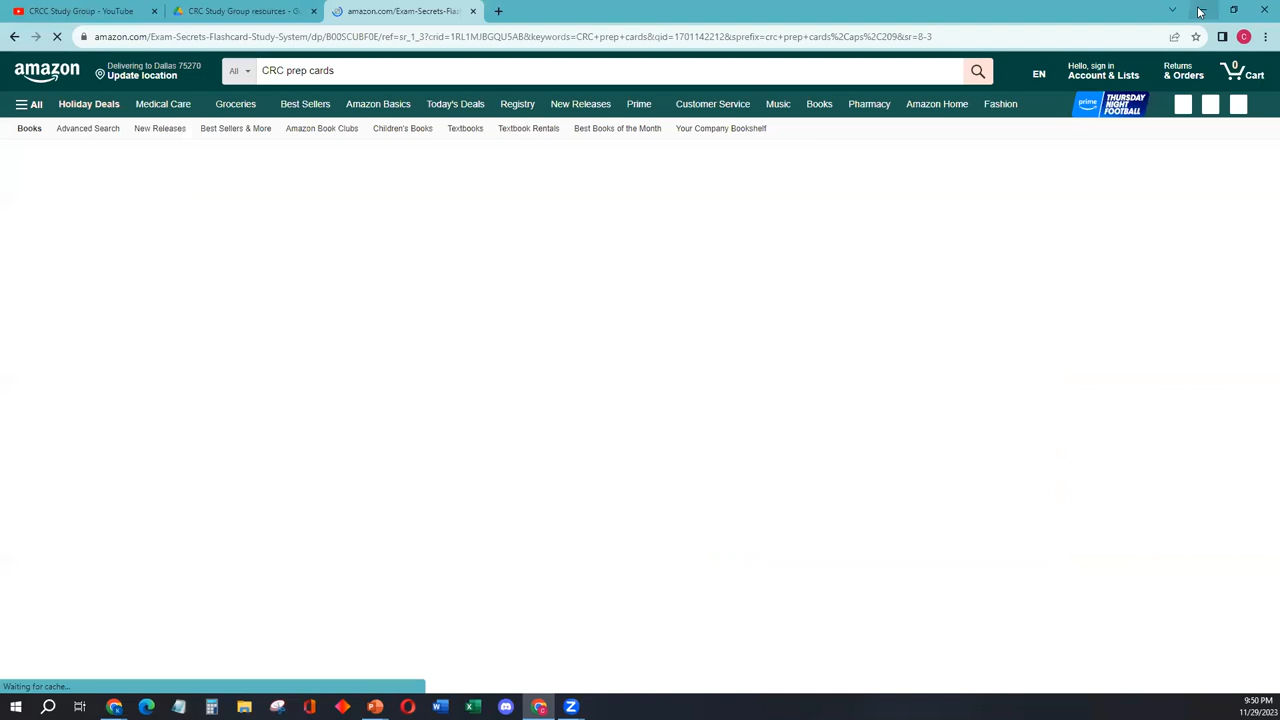 CRCC Study Group - YouTube
CRC Study Group resources - G
amazon.com/Exam-Secrets-Fla
amazon.com/Exam-Secrets-Flashcard-Study-System/dp/B00SCUBF0E/ref=sr_1_3?crid=1RL1MJBGQU5AB&keywords=CRC+prep+cards&qid=1701142212&sprefix=crc+prep+cards%2Caps%2C209&sr=8-3
amazon
Delivering to Dallas 75270
Update location
All
CRC prep cards
EN
Hello, sign in
Account & Lists
Returns
& Orders
0
Cart
All
Holiday Deals
Medical Care
Groceries
Best Sellers
Amazon Basics
Today's Deals
Registry
New Releases
Prime
Customer Service
Music
Books
Pharmacy
Amazon Home
Fashion
prime
THURSDAY
NIGHT
FOOTBALL
Books
Advanced Search
New Releases
Best Sellers & More
Amazon Book Clubs
Children's Books
Textbooks
Textbook Rentals
Best Books of the Month
Your Company Bookshelf
Waiting for cache...
9:50 PM
11/29/2023